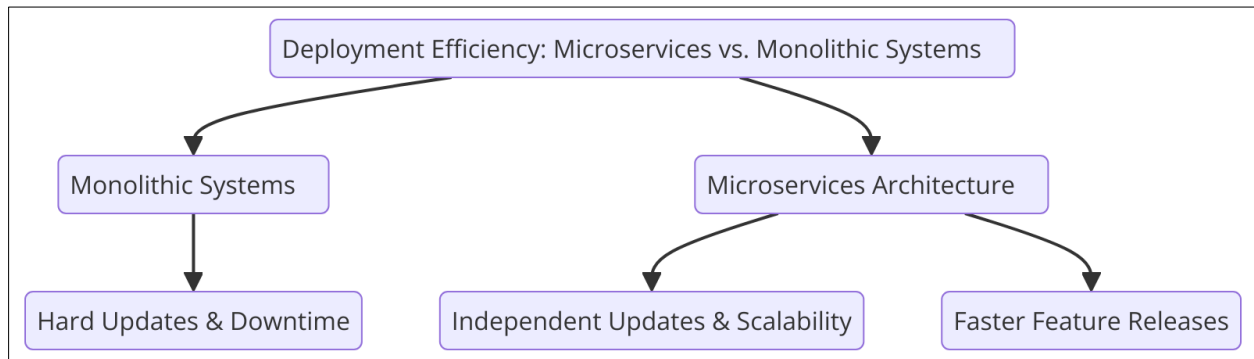 Deployment Efficiency: Microservices vs. Monolithic Systems
Monolithic Systems
Microservices Architecture
Hard Updates & Downtime
Independent Updates & Scalability
Faster Feature Releases